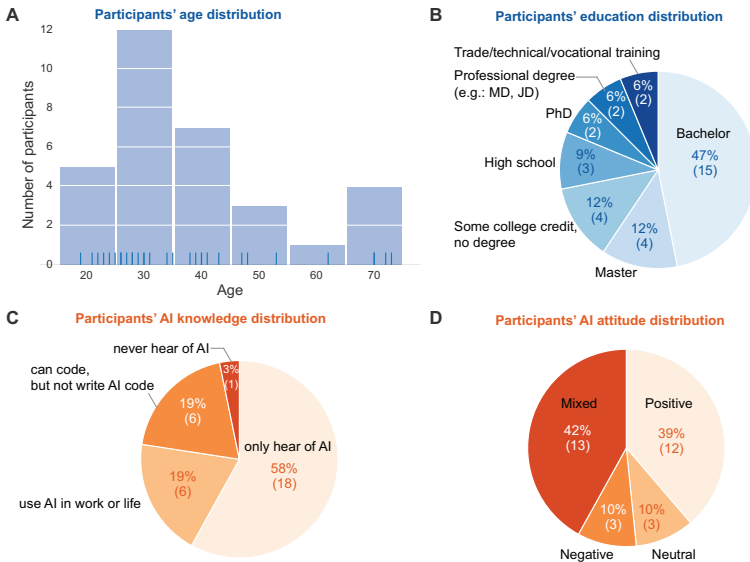 A
Participants' age distribution
Number of participants
12
10
8
6
4
2
0
20
30
40
50
60
70
Age
B
Participants' education distribution
Trade/technical/vocational training
6%
(2)
Professional degree
(e.g.: MD, JD)
6%
(2)
PhD
6%
(2)
High school
9%
(3)
Some college credit,
no degree
12%
(4)
Master
12%
(4)
Bachelor
47%
(15)
C
Participants' AI knowledge distribution
never hear of AI
3%
(1)
can code,
but not write AI code
19%
(6)
use AI in work or life
19%
(6)
only hear of AI
58%
(18)
D
Participants' AI attitude distribution
Mixed
42%
(13)
Positive
39%
(12)
Negative
10%
(3)
Neutral
10%
(3)